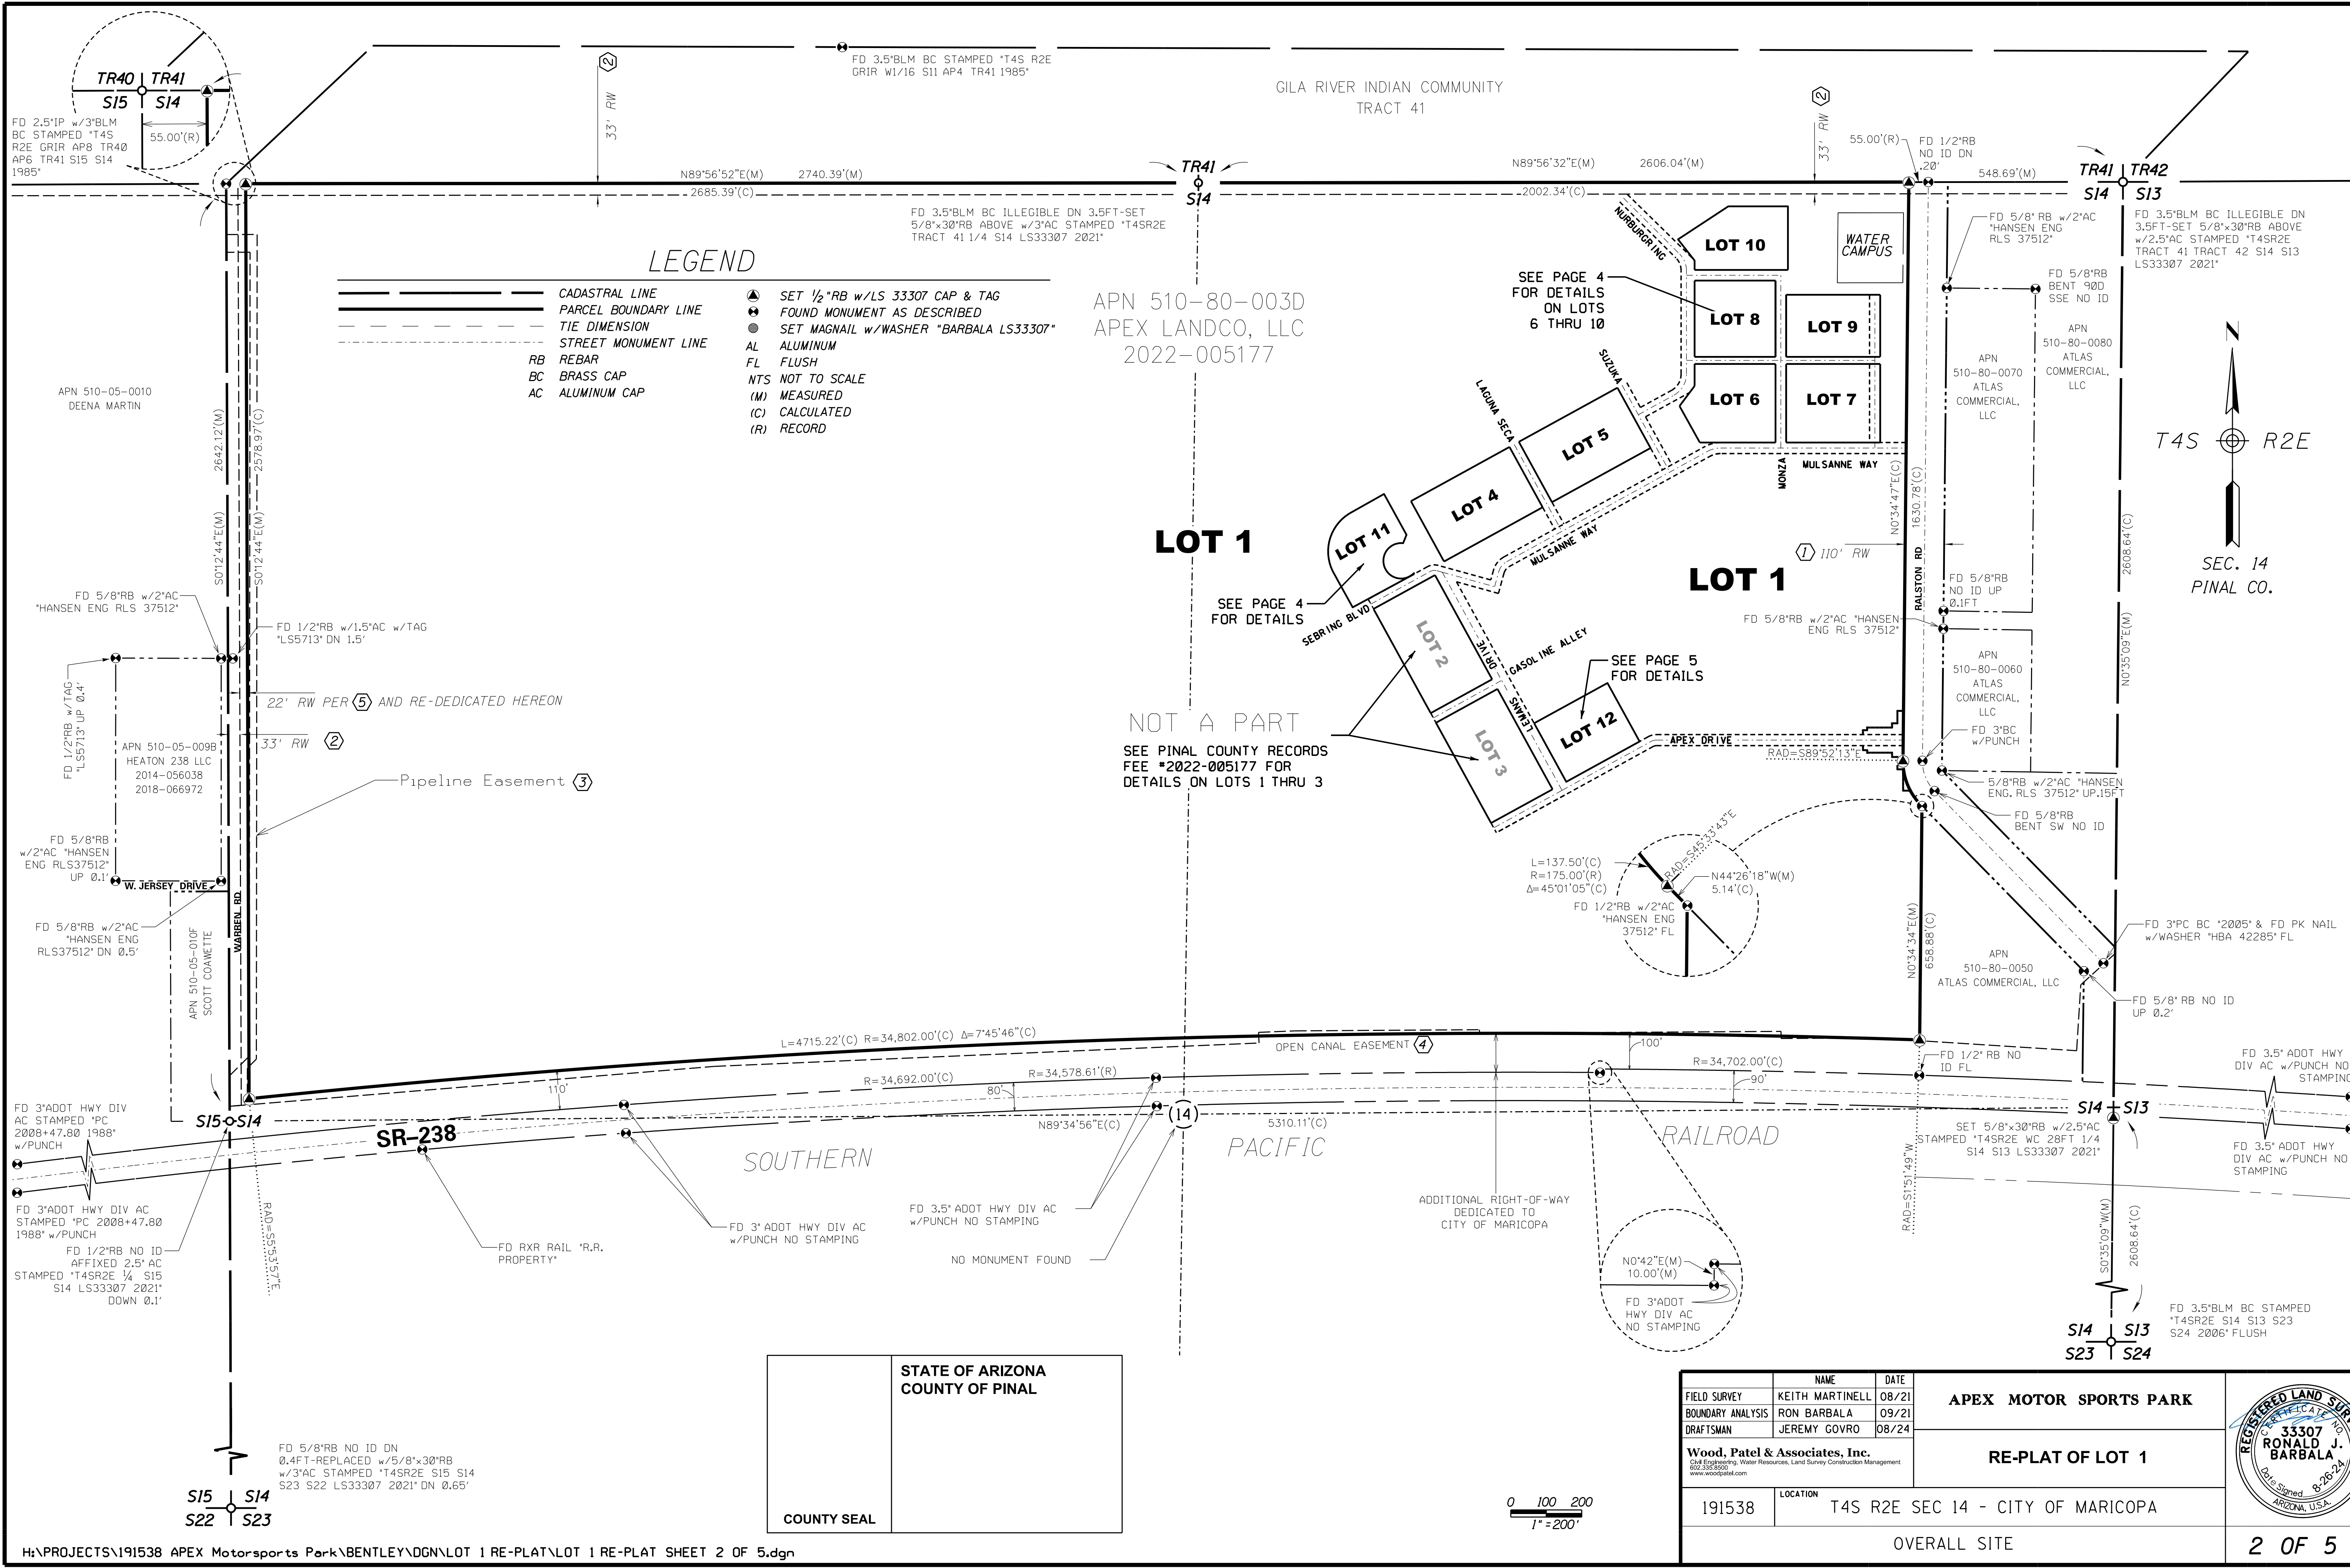 TR40 TR41
S15 S14
55.00'(R)
FD 2.5"IP w/3"BLM
BC STAMPED "T4S
R2E GRIR AP8 TR40
AP6 TR41 S15 S14
1985"
33' RW 2
FD 3.5"BLM BC STAMPED "T4S R2E
GRIR W1/16 S11 AP4 TR41 1985"
GILA RIVER INDIAN COMMUNITY
TRACT 41
33' RW 2
55.00'(R)
FD 1/2"RB
NO ID DN
.20'
N89°56'52"E(M) 2740.39'(M)
2685.39'(C)
TR41
S14
N89°56'32"E(M) 2606.04'(M)
2002.34'(C)
548.69'(M)
TR41 TR42
S14 S13
FD 3.5"BLM BC ILLEGIBLE DN 3.5FT-SET
5/8"x30"RB ABOVE w/3"AC STAMPED "T4SR2E
TRACT 41 1/4 S14 LS33307 2021"
FD 5/8" RB w/2"AC
"HANSEN ENG
RLS 37512"
FD 3.5"BLM BC ILLEGIBLE DN
3.5FT-SET 5/8"x30"RB ABOVE
w/2.5"AC STAMPED "T4SR2E
TRACT 41 TRACT 42 S14 S13
LS33307 2021"
FD 5/8"RB
BENT 90D
SSE NO ID
LEGEND
CADASTRAL LINE
PARCEL BOUNDARY LINE
TIE DIMENSION
STREET MONUMENT LINE
RB REBAR
BC BRASS CAP
AC ALUMINUM CAP
SET 1/2"RB w/LS 33307 CAP & TAG
FOUND MONUMENT AS DESCRIBED
SET MAGNAIL w/WASHER "BARBALA LS33307"
AL ALUMINUM
FL FLUSH
NTS NOT TO SCALE
(M) MEASURED
(C) CALCULATED
(R) RECORD
APN 510-80-003D
APEX LANDCO, LLC
2022-005177
NURBURGRING
LOT 10
WATER
CAMPUS
SEE PAGE 4
FOR DETAILS
ON LOTS
6 THRU 10
LOT 8
LOT 9
LOT 6
LOT 7
SUZUKA
LAGUNA SECA
LOT 5
LOT 4
LOT 11
MONZA
MULSANNE WAY
MULSANNE WAY
APN
510-80-0070
ATLAS
COMMERCIAL,
LLC
APN
510-80-0080
ATLAS
COMMERCIAL,
LLC
N
T4S R2E
SEC. 14
PINAL CO.
APN 510-05-0010
DEENA MARTIN
2642.12'(M)
S0°12'44"E(M)
2578.97'(C)
S0°12'44"E(M)
LOT 1
LOT 1
N0°34'47"E(C)
1630.78'(C)
RALSTON RD
1 110' RW
2608.64'(C)
N0°35'09"E(M)
FD 5/8"RB w/2"AC
"HANSEN ENG RLS 37512"
FD 1/2"RB w/1.5"AC w/TAG
"LS5713" DN 1.5'
FD 1/2"RB w/TAG
"LS5713" UP 0.4'
22' RW PER 5 AND RE-DEDICATED HEREON
33' RW 2
Pipeline Easement 3
APN 510-05-009B
HEATON 238 LLC
2014-056038
2018-066972
SEE PAGE 4
FOR DETAILS
SEBRING BLVD
LOT 2
LEMANS DRIVE
GASOLINE ALLEY
SEE PAGE 5
FOR DETAILS
LOT 12
LOT 3
NOT A PART
SEE PINAL COUNTY RECORDS
FEE #2022-005177 FOR
DETAILS ON LOTS 1 THRU 3
APEX DRIVE
FD 5/8"RB
NO ID UP
0.1FT
FD 5/8"RB w/2"AC "HANSEN
ENG RLS 37512"
APN
510-80-0060
ATLAS
COMMERCIAL,
LLC
FD 3"BC
w/PUNCH
RAD=S89°52'13"E
5/8"RB w/2"AC "HANSEN
ENG. RLS 37512" UP.15FT
FD 5/8"RB
BENT SW NO ID
FD 5/8"RB
w/2"AC "HANSEN
ENG RLS37512"
UP 0.1'
W. JERSEY DRIVE
WARREN RD
FD 5/8"RB w/2"AC
"HANSEN ENG
RLS37512" DN 0.5'
APN 510-05-010F
SCOTT COAWETTE
RAD=S45°33'43"E
L=137.50'(C)
R=175.00'(R)
Δ=45°01'05"(C)
N44°26'18"W(M)
5.14'(C)
FD 1/2"RB w/2"AC
"HANSEN ENG
37512" FL
N0°34'34"E(M)
658.88'(C)
APN
510-80-0050
ATLAS COMMERCIAL, LLC
FD 3"PC BC "2005" & FD PK NAIL
w/WASHER "HBA 42285" FL
FD 5/8" RB NO ID
UP 0.2'
L=4715.22'(C) R=34,802.00'(C) Δ=7°45'46"(C)
OPEN CANAL EASEMENT 4
100'
110'
R=34,692.00'(C)
R=34,578.61'(R)
80'
R=34,702.00'(C)
90'
FD 1/2" RB NO
ID FL
FD 3.5" ADOT HWY
DIV AC w/PUNCH NO
STAMPING
FD 3"ADOT HWY DIV
AC STAMPED "PC
2008+47.80 1988"
w/PUNCH
S15 S14
SR-238
N89°34'56"E(C)
14
5310.11'(C)
S14 S13
SOUTHERN PACIFIC RAILROAD
SET 5/8"x30"RB w/2.5"AC
STAMPED "T4SR2E WC 28FT 1/4
S14 S13 LS33307 2021"
FD 3.5" ADOT HWY
DIV AC w/PUNCH NO
STAMPING
FD 3"ADOT HWY DIV AC
STAMPED "PC 2008+47.80
1988" w/PUNCH
FD 1/2"RB NO ID
AFFIXED 2.5" AC
STAMPED "T4SR2E 1/4 S15
S14 LS33307 2021"
DOWN 0.1'
RAD=S5°53'57"E
FD RXR RAIL "R.R.
PROPERTY"
FD 3" ADOT HWY DIV AC
w/PUNCH NO STAMPING
FD 3.5" ADOT HWY DIV AC
w/PUNCH NO STAMPING
NO MONUMENT FOUND
ADDITIONAL RIGHT-OF-WAY
DEDICATED TO
CITY OF MARICOPA
N0°42"E(M)
10.00'(M)
FD 3"ADOT
HWY DIV AC
NO STAMPING
RAD=S1°51'49"W
S0°35'09"W(M)
2608.64'(C)
FD 3.5"BLM BC STAMPED
"T4SR2E S14 S13 S23
S24 2006" FLUSH
S14 S13
S23 S24
FD 5/8"RB NO ID DN
0.4FT-REPLACED w/5/8"x30"RB
w/3"AC STAMPED "T4SR2E S15 S14
S23 S22 LS33307 2021" DN 0.65'
S15 S14
S22 S23
STATE OF ARIZONA
COUNTY OF PINAL
COUNTY SEAL
0 100 200
1"=200'
NAME DATE
FIELD SURVEY KEITH MARTINELL 08/21
BOUNDARY ANALYSIS RON BARBALA 09/21
DRAFTSMAN JEREMY GOVRO 08/24
Wood, Patel & Associates, Inc.
Civil Engineering, Water Resources, Land Survey Construction Management
602.335.8500
www.woodpatel.com
APEX MOTOR SPORTS PARK
RE-PLAT OF LOT 1
191538
LOCATION
T4S R2E SEC 14 - CITY OF MARICOPA
OVERALL SITE
2 OF 5
REGISTERED LAND SUR
CERTIFICATE NO.
33307
RONALD J.
BARBALA
Date Signed 8-26-24
ARIZONA, U.S.A.
H:\PROJECTS\191538 APEX Motorsports Park\BENTLEY\DGN\LOT 1 RE-PLAT\LOT 1 RE-PLAT SHEET 2 OF 5.dgn